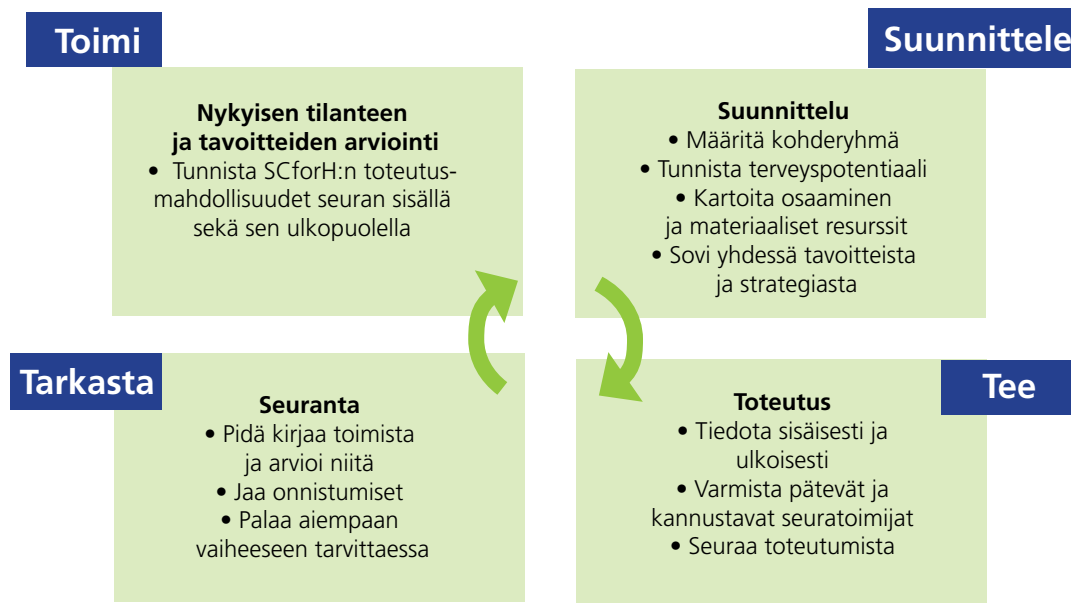 Toimi
Nykyisen tilanteen
ja tavoitteiden arviointi
• Tunnista SCforH:n toteutus-
mahdollisuudet seuran sisällä
sekä sen ulkopuolella
Suunnittele
Suunnittelu
• Määritä kohderyhmä
• Tunnista terveyspotentiaali
• Kartoita osaaminen
ja materiaaliset resurssit
• Sovi yhdessä tavoitteista
ja strategiasta
Tarkasta
Seuranta
• Pidä kirjaa toimista
ja arvioi niitä
• Jaa onnistumiset
• Palaa aiempaan
vaiheeseen tarvittaessa
Tee
Toteutus
• Tiedota sisäisesti ja
ulkoisesti
• Varmista pätevät ja
kannustavat seuratoimijat
• Seuraa toteutumista